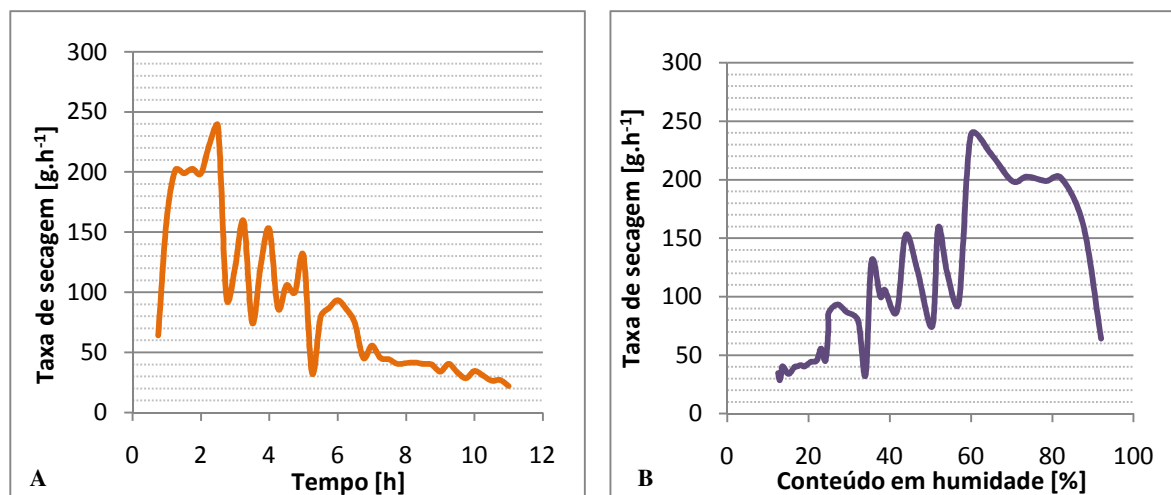 300
250
200
150
100
50
0
0 2 4 6 8 10 12
Taxa de secagem [g.h⁻¹]
Tempo [h]
A
300
250
200
150
100
50
0
0 20 40 60 80 100
Taxa de secagem [g.h⁻¹]
Conteúdo em humidade [%]
B